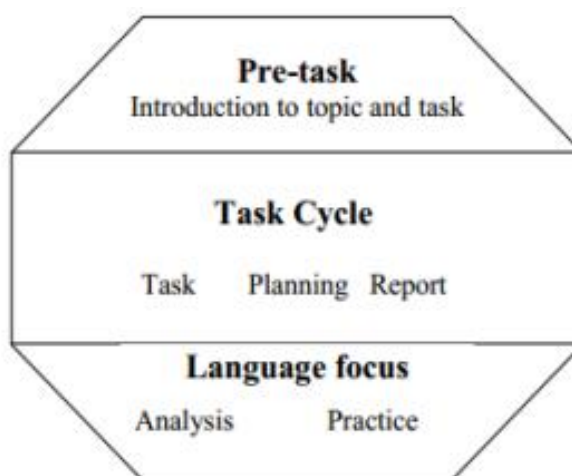 Pre-task
Introduction to topic and task
Task Cycle
Task Planning Report
Language focus
Analysis Practice